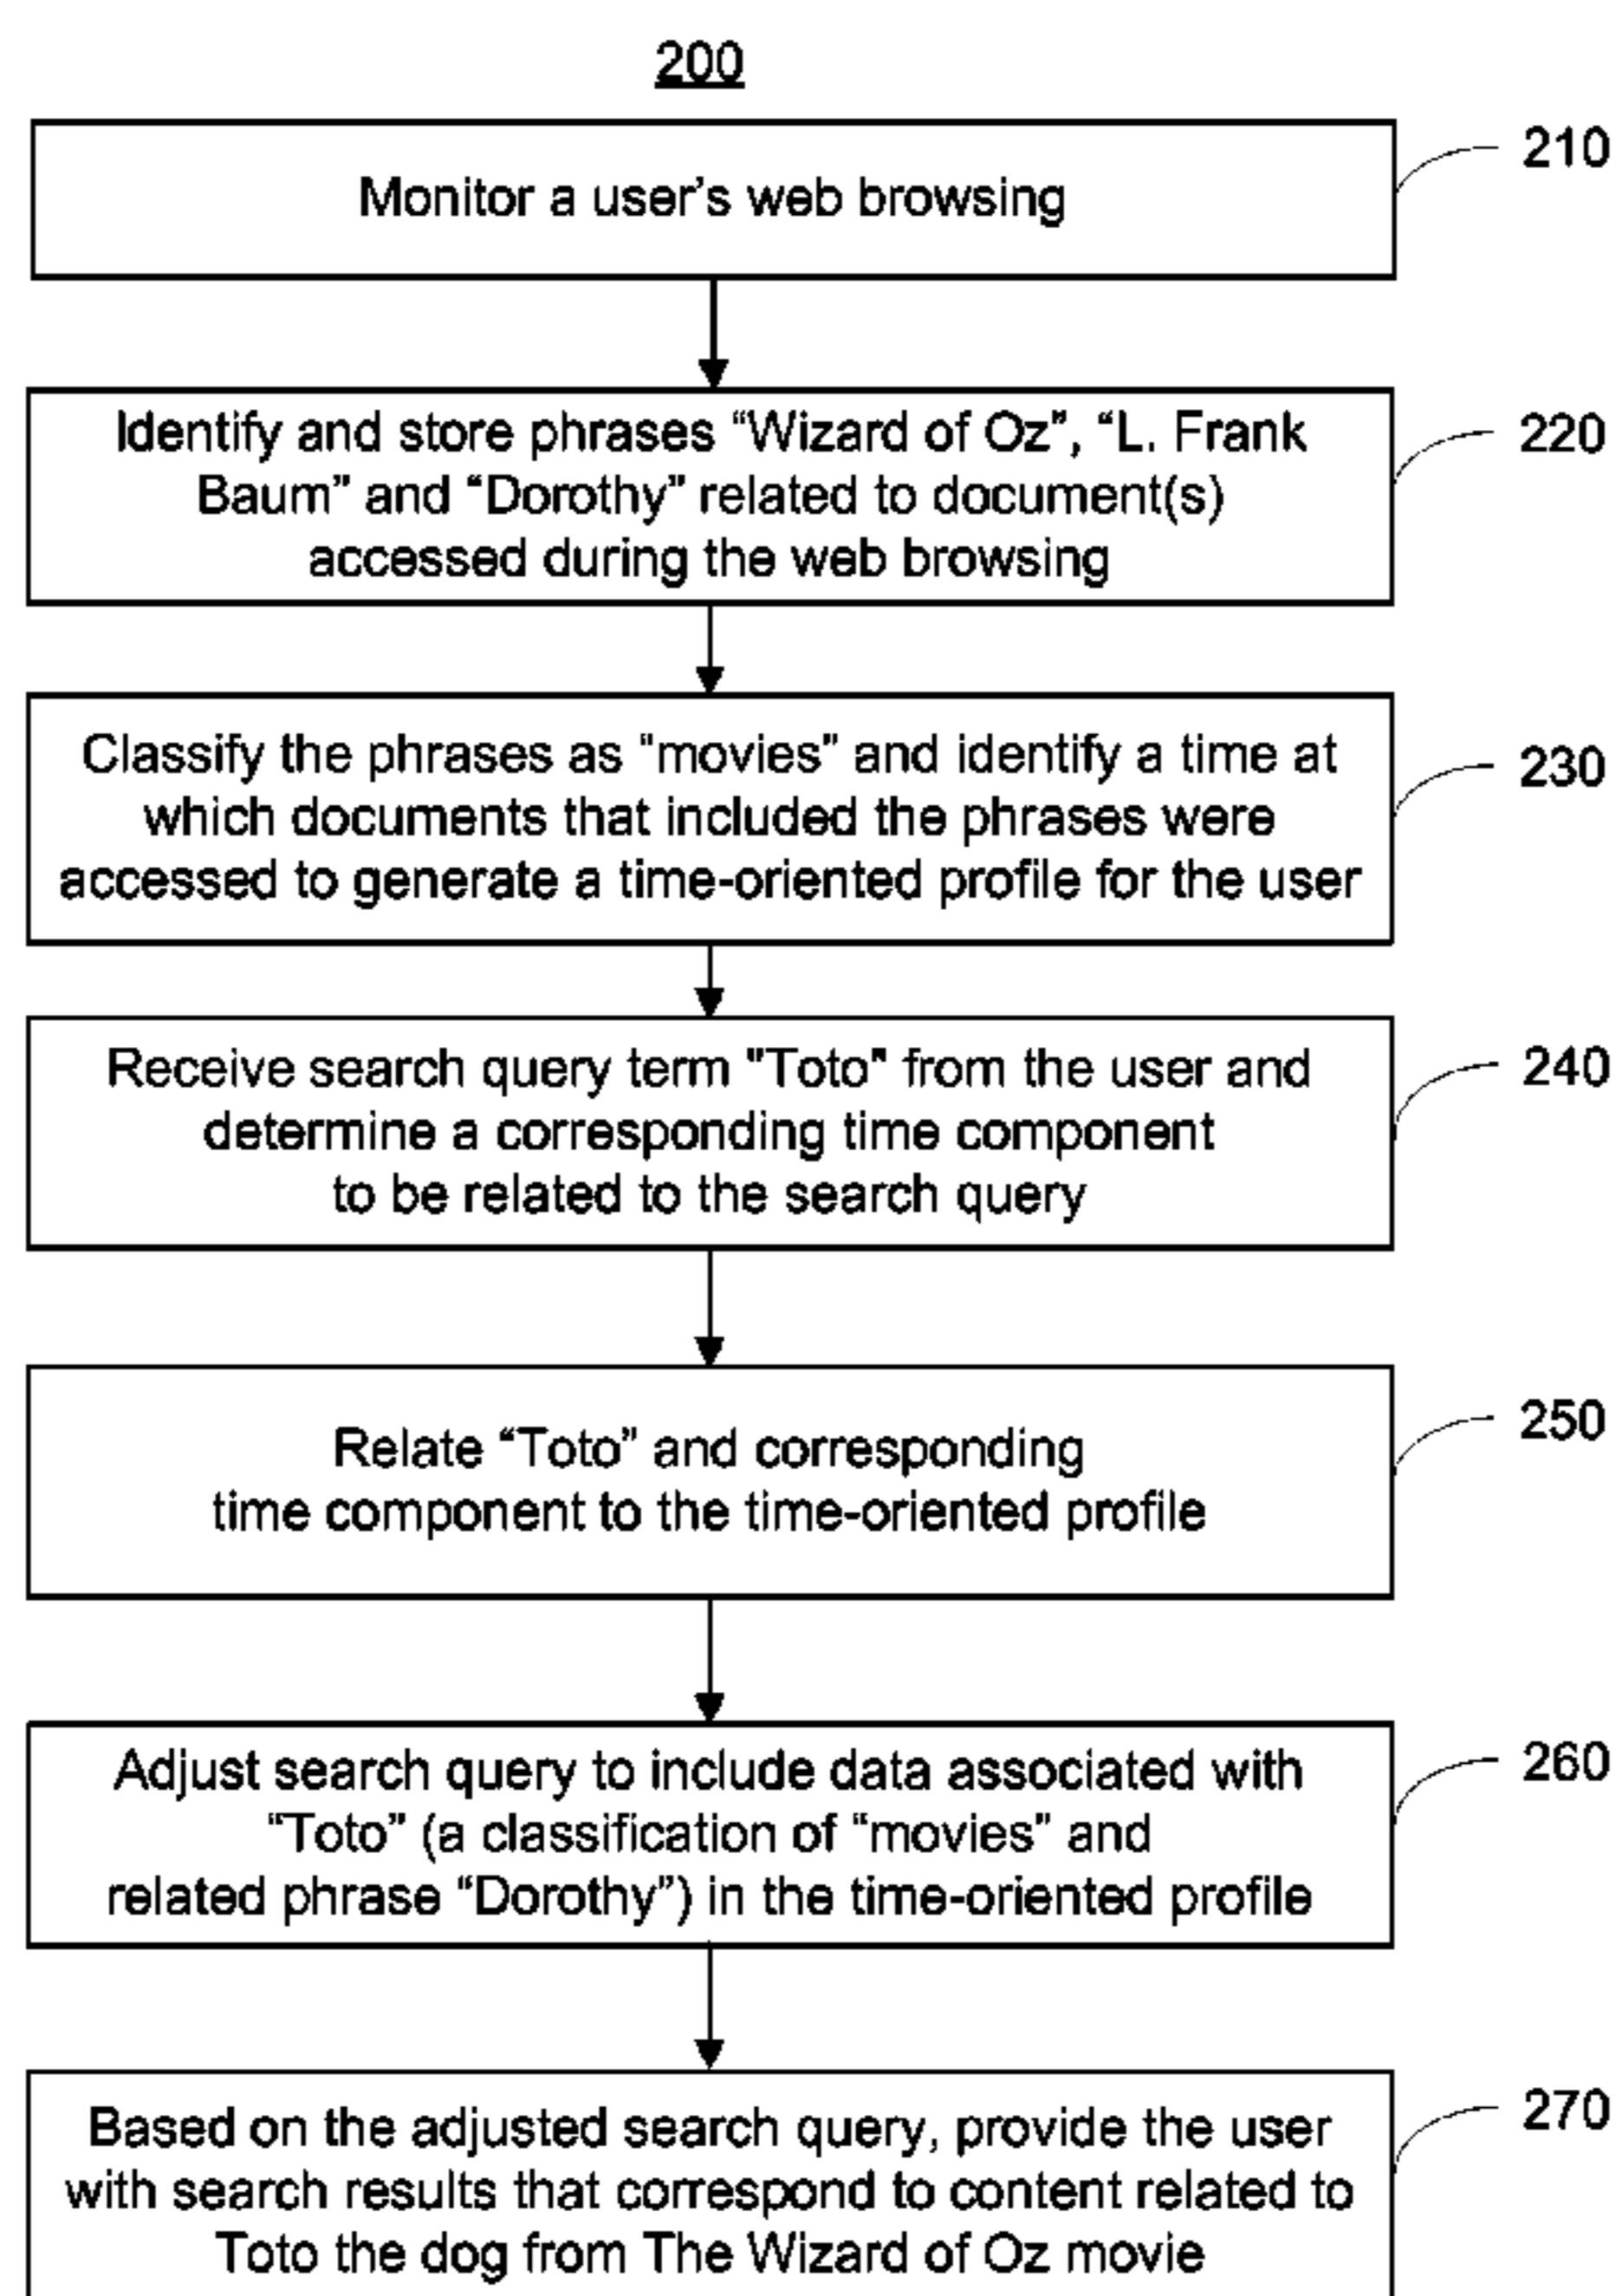 200
Monitor a user’s web browsing
210
Identify and store phrases “Wizard of Oz”, “L. Frank
Baum” and “Dorothy” related to document(s)
accessed during the web browsing
220
Classify the phrases as “movies” and identify a time at
which documents that included the phrases were
accessed to generate a time-oriented profile for the user
230
Receive search query term "Toto" from the user and
determine a corresponding time component
to be related to the search query
240
Relate “Toto” and corresponding
time component to the time-oriented profile
250
Adjust search query to include data associated with
“Toto” (a classification of “movies” and
related phrase “Dorothy”) in the time-oriented profile
260
Based on the adjusted search query, provide the user
with search results that correspond to content related to
Toto the dog from The Wizard of Oz movie
270